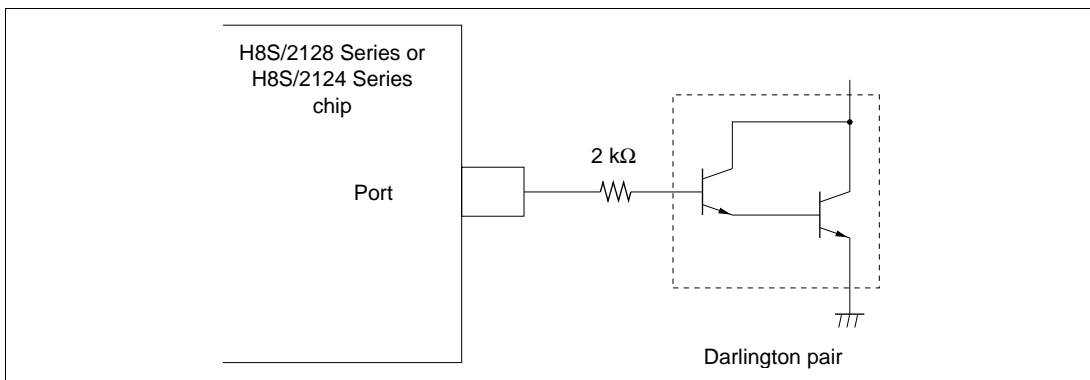 H8S/2128 Series or
H8S/2124 Series
chip
2 kΩ
Port
Darlington pair